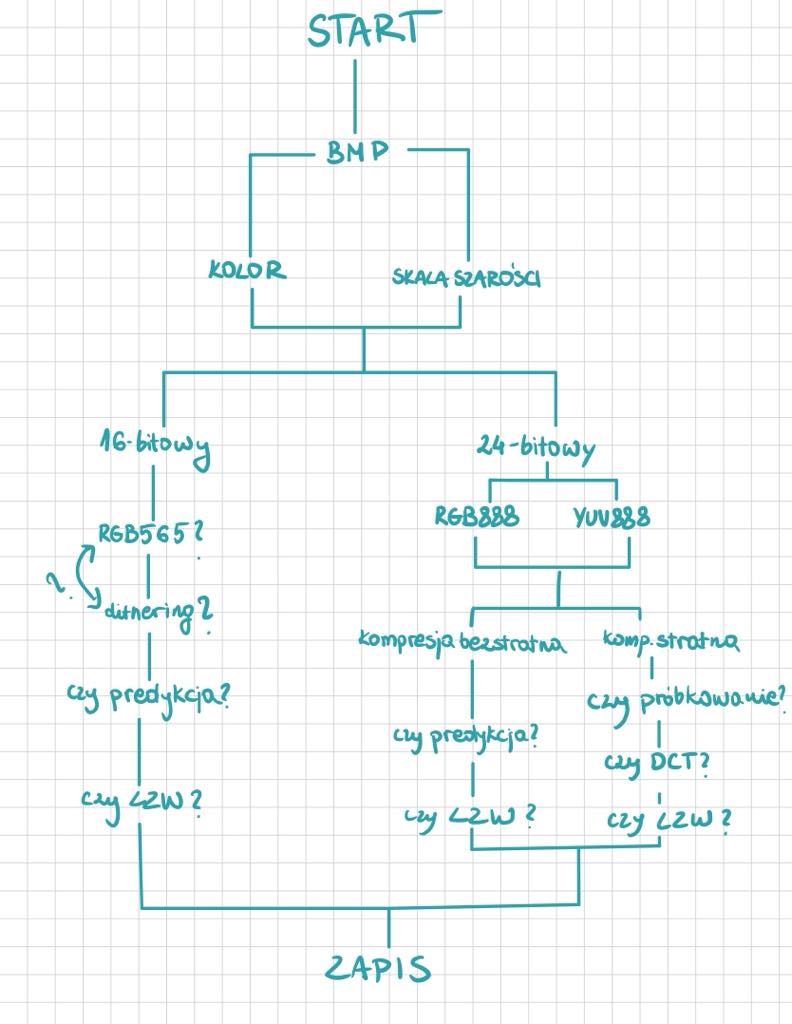 START
BMP
KOLOR
SKALA SZAROŚCI
16-bitowy
24-bitowy
RGB888
YUV888
RGB565?
?
dithering?
kompresja bezstratna
komp. stratna
czy predykcja?
czy próbkowanie?
czy predykcja?
czy DCT?
czy LZW?
czy LZW?
czy LZW?
ZAPIS